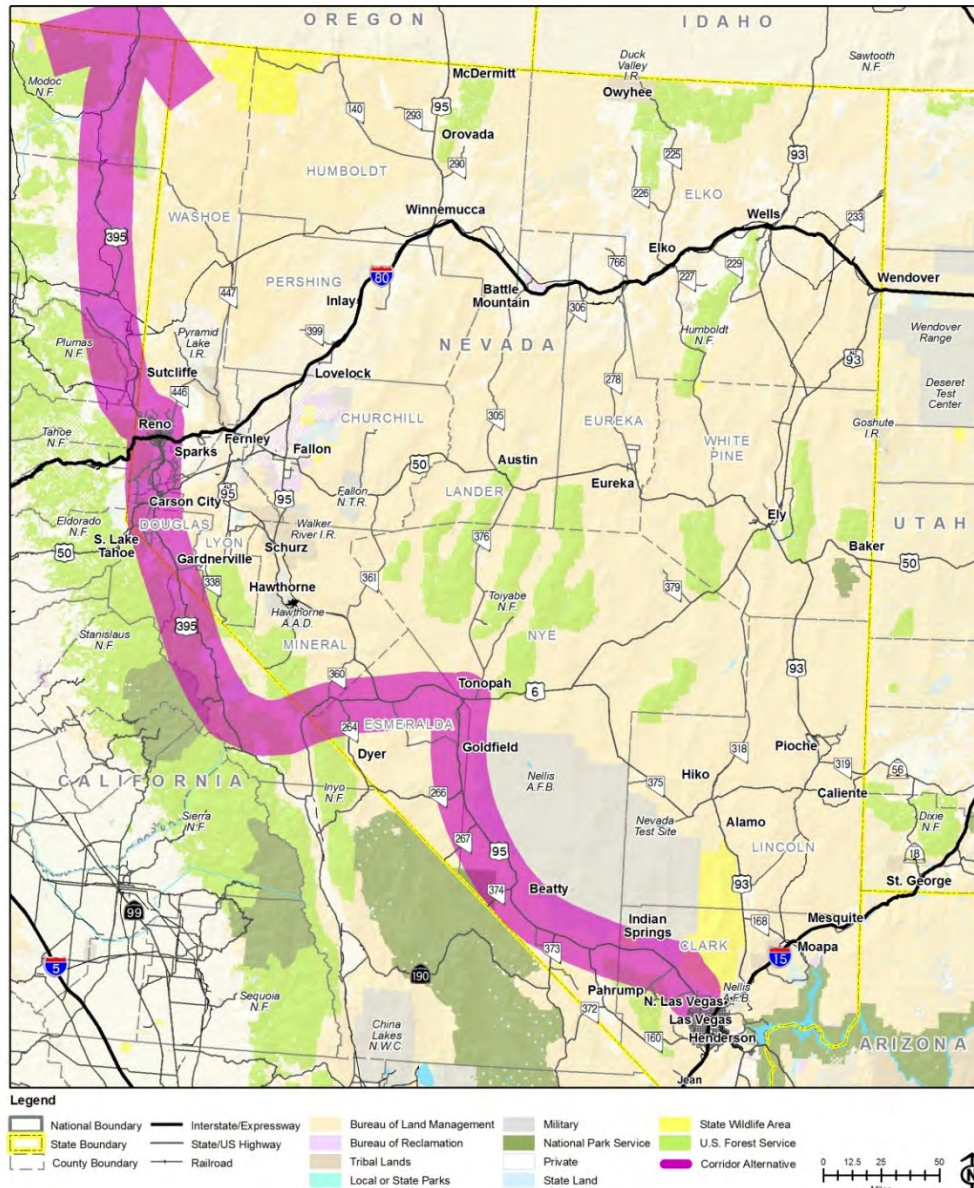 OREGON
IDAHO
Modoc
N.F.
McDermitt
Duck
Valley
I.R.
Owyhee
Sawtooth
N.F.
140
293
95
Orovada
290
225
93
HUMBOLDT
226
ELKO
WASHOE
Winnemucca
Wells
233
395
Elko
PERSHING
80
766
227
229
Wendover
447
Inlay
Battle
Mountain
306
Plumas
N.F.
Pyramid
Lake
I.R.
399
NEVADA
Humboldt
N.F.
Wendover
Range
Sutcliffe
Lovelock
278
ALT
93
Deseret
Test
Center
446
Reno
CHURCHILL
305
EUREKA
WHITE
PINE
Goshute
I.R.
Tahoe
N.F.
Sparks
Fernley
Fallon
50
Austin
Carson City
ALT
95
95
Fallon
N.T.R.
LANDER
Eureka
Eldorado
N.F.
DOUGLAS
Walker
River I.R.
Ely
UTAH
50
S. Lake
Tahoe
LYON
Schurz
376
Baker
50
Gardnerville
338
Hawthorne
361
379
Hawthorne
A.A.D.
Toiyabe
N.F.
Stanislaus
N.F.
395
MINERAL
NYE
93
360
Tonopah
6
ESMERALDA
264
Dyer
Goldfield
Pioche
CALIFORNIA
318
319
56
Inyo
N.F.
266
Nellis
A.F.B.
375
Hiko
Caliente
Sierra
N.F.
Nevada
Test Site
Alamo
Dixie
N.F.
267
95
LINCOLN
18
99
374
Beatty
93
St. George
Indian
Springs
168
Mesquite
5
373
CLARK
15
Moapa
190
Pahrump
Nellis
A.F.B.
Sequoia
N.F.
372
N. Las Vegas
Las Vegas
China
Lakes
N.W.C
160
Henderson
ARIZONA
Jean
Legend
National Boundary
State Boundary
County Boundary
Interstate/Expressway
State/US Highway
Railroad
Bureau of Land Management
Bureau of Reclamation
Tribal Lands
Local or State Parks
Military
National Park Service
Private
State Land
State Wildlife Area
U.S. Forest Service
Corridor Alternative
0 12.5 25 50
Miles
N